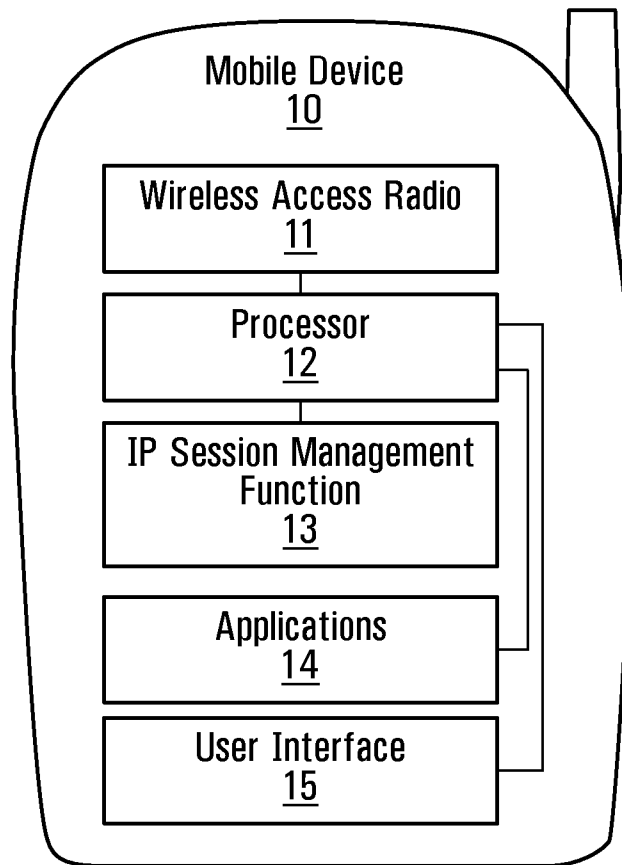 Mobile Device
10
Wireless Access Radio
11
Processor
12
IP Session Management
Function
13
Applications
14
User Interface
15